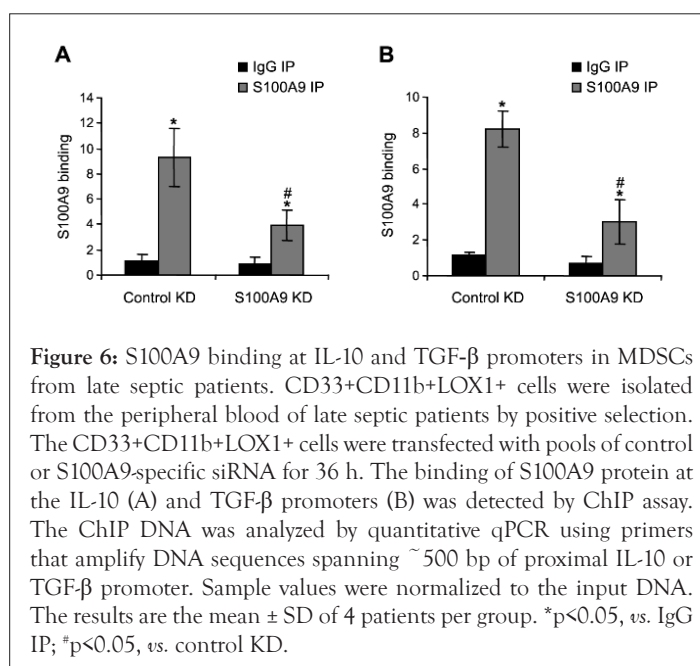 A
IgG IP
S100A9 IP
S100A9 binding
14
12
10
8
6
4
2
0
*
#
*
Control KD
S100A9 KD
B
IgG IP
S100A9 IP
S100A9 binding
10
8
6
4
2
0
*
#
*
Control KD
S100A9 KD
Figure 6: S100A9 binding at IL-10 and TGF-β promoters in MDSCs
from late septic patients. CD33+CD11b+LOX1+ cells were isolated
from the peripheral blood of late septic patients by positive selection.
The CD33+CD11b+LOX1+ cells were transfected with pools of control
or S100A9-specific siRNA for 36 h. The binding of S100A9 protein at
the IL-10 (A) and TGF-β promoters (B) was detected by ChIP assay.
The ChIP DNA was analyzed by quantitative qPCR using primers
that amplify DNA sequences spanning ~500 bp of proximal IL-10 or
TGF-β promoter. Sample values were normalized to the input DNA.
The results are the mean ± SD of 4 patients per group. *p<0.05, vs. IgG
IP; #p<0.05, vs. control KD.